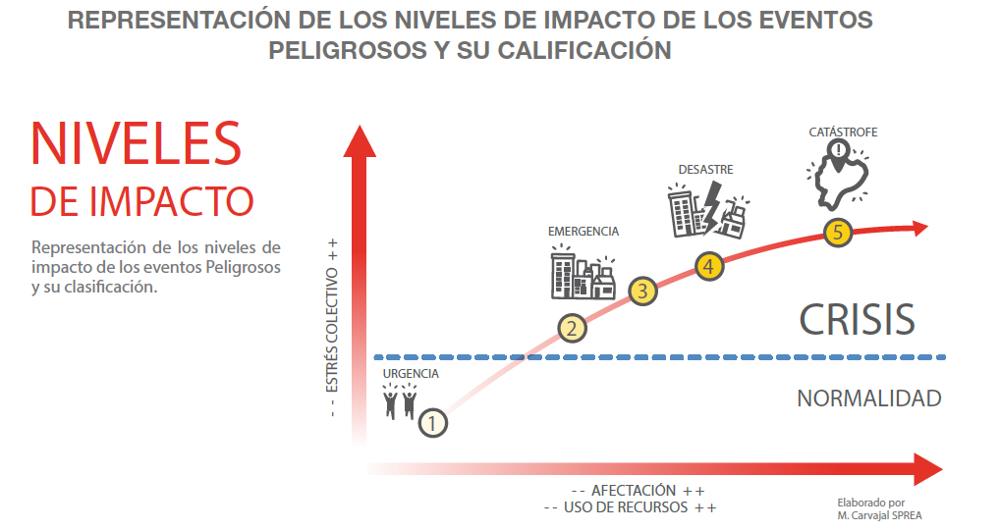 REPRESENTACIÓN DE LOS NIVELES DE IMPACTO DE LOS EVENTOS
PELIGROSOS Y SU CALIFICACIÓN
NIVELES
DE IMPACTO
Representación de los niveles de
impacto de los eventos Peligrosos
y su clasificación.
- - ESTRÉS COLECTIVO ++
CATÁSTROFE
!
5
DESASTRE
4
EMERGENCIA
3
2
CRISIS
URGENCIA
1
NORMALIDAD
- - AFECTACIÓN ++
- - USO DE RECURSOS ++
Elaborado por
M. Carvajal SPREA